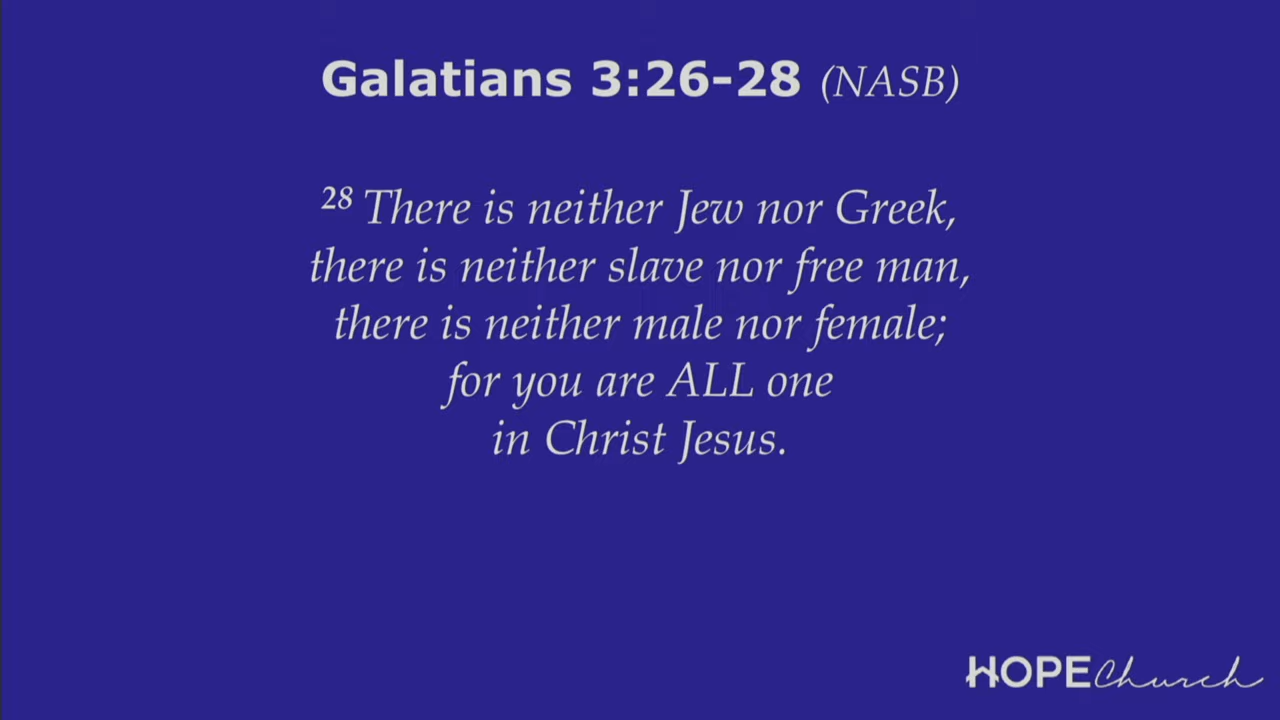 Galatians 3:26-28 (NASB)
28 There is neither Jew nor Greek,
there is neither slave nor free man,
there is neither male nor female;
for you are ALL one
in Christ Jesus.
HOPE Church